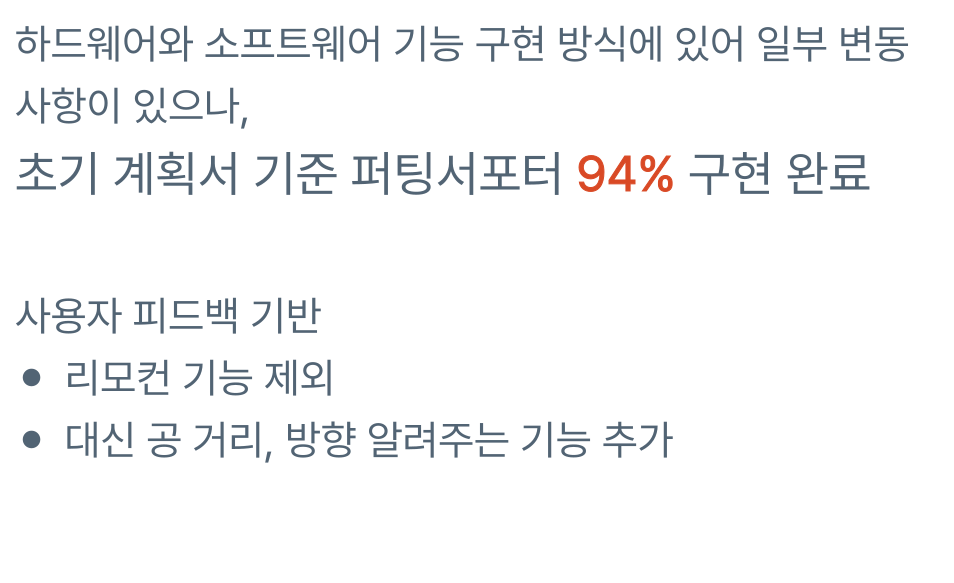 하드웨어와 소프트웨어 기능 구현 방식에 있어 일부 변동
사항이 있으나,
초기 계획서 기준 퍼팅서포터 94% 구현 완료
사용자 피드백 기반
● 리모컨 기능 제외
● 대신 공 거리, 방향 알려주는 기능 추가